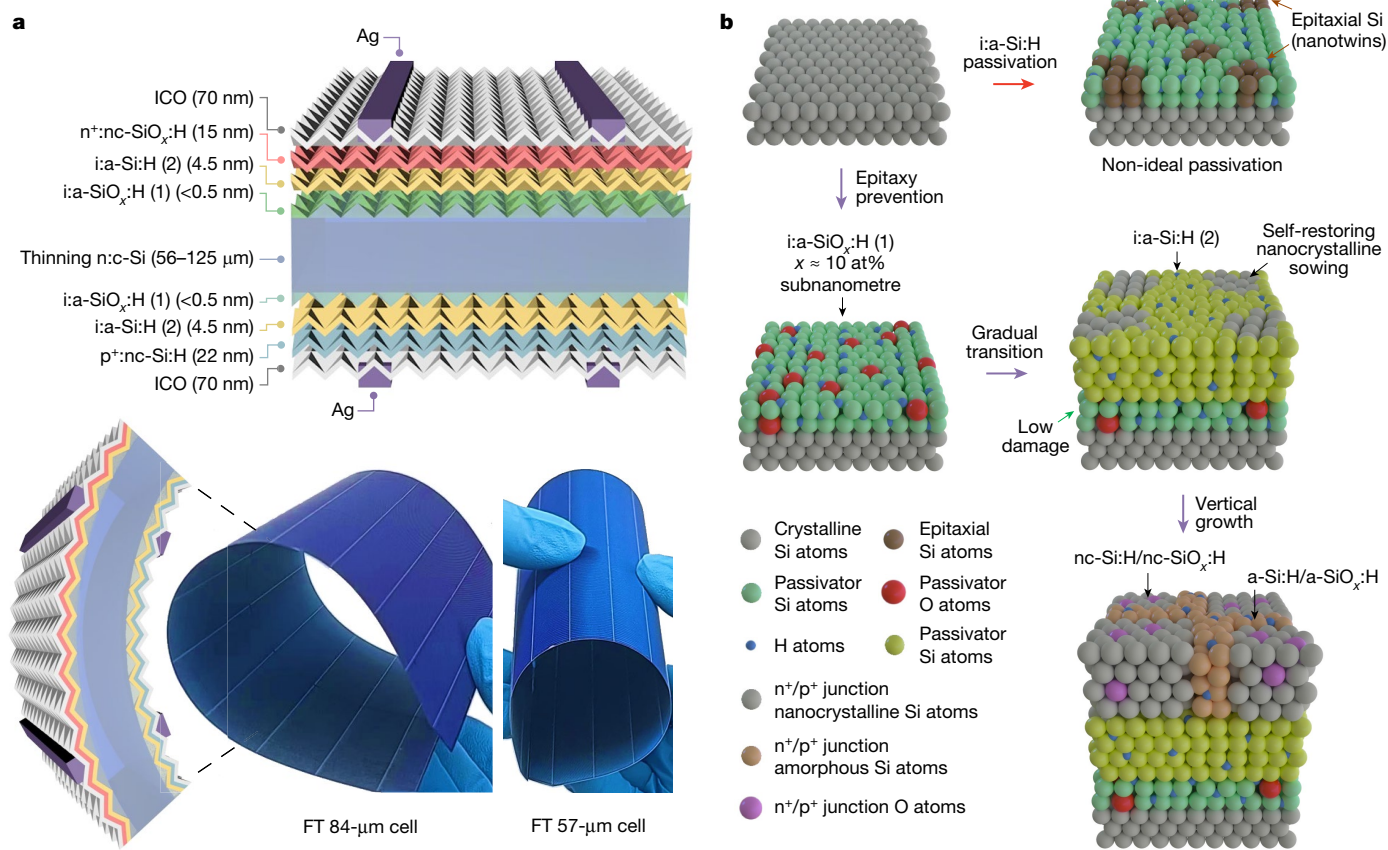 a
Ag
ICO (70 nm)
n⁺:nc-SiOₓ:H (15 nm)
i:a-Si:H (2) (4.5 nm)
i:a-SiOₓ:H (1) (<0.5 nm)
Thinning n:c-Si (56–125 μm)
i:a-SiOₓ:H (1) (<0.5 nm)
i:a-Si:H (2) (4.5 nm)
p⁺:nc-Si:H (22 nm)
ICO (70 nm)
Ag
FT 84-μm cell
FT 57-μm cell
b
i:a-Si:H
passivation
Epitaxial Si
(nanotwins)
Non-ideal passivation
Epitaxy
prevention
i:a-SiOₓ:H (1)
x ≈ 10 at%
subnanometre
Gradual
transition
i:a-Si:H (2)
Self-restoring
nanocrystalline
sowing
Low
damage
Vertical
growth
nc-Si:H/nc-SiOₓ:H
a-Si:H/a-SiOₓ:H
Crystalline
Si atoms
Epitaxial
Si atoms
Passivator
Si atoms
Passivator
O atoms
H atoms
Passivator
Si atoms
n⁺/p⁺ junction
nanocrystalline Si atoms
n⁺/p⁺ junction
amorphous Si atoms
n⁺/p⁺ junction O atoms